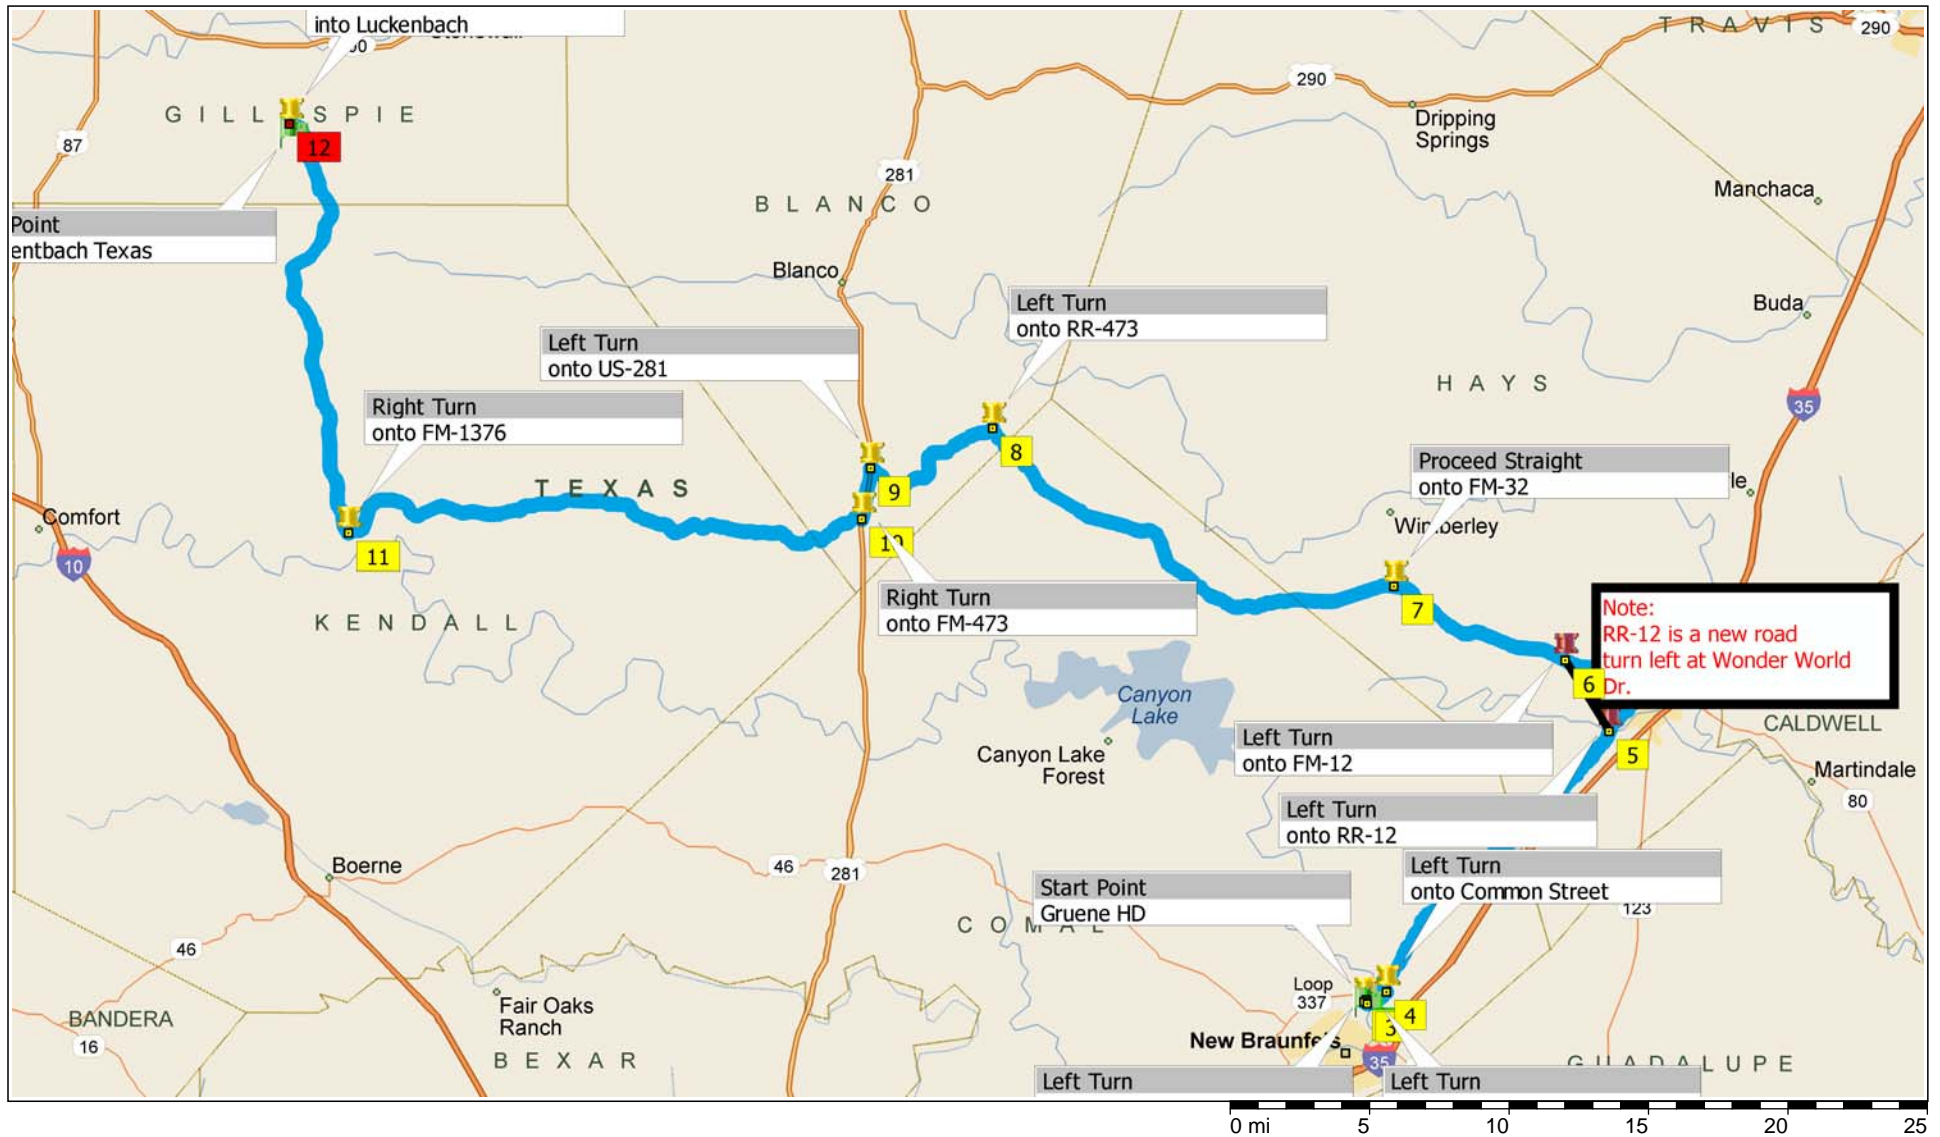 into Luckenbach
TRAVIS
290
290
87
GILL SPIE
12
Dripping
Springs
281
Manchaca
BLANCO
Point
entbach Texas
Blanco
Buda
Left Turn
onto RR-473
Left Turn
onto US-281
HAYS
35
Right Turn
onto FM-1376
8
Proceed Straight
onto FM-32
TEXAS
9
le
Comfort
Wimberley
10
11
10
Right Turn
onto FM-473
7
Note:
RR-12 is a new road
turn left at Wonder World
Dr.
KENDALL
6
Canyon
Lake
CALDWELL
Left Turn
onto FM-12
Canyon Lake
Forest
5
Martindale
80
Left Turn
onto RR-12
Boerne
46
281
Left Turn
onto Common Street
Start Point
Gruene HD
123
COMAL
46
Loop
337
Fair Oaks
Ranch
BANDERA
16
3
4
New Braunfels
35
BEXAR
GUADALUPE
Left Turn
Left Turn
0 mi 5 10 15 20 25